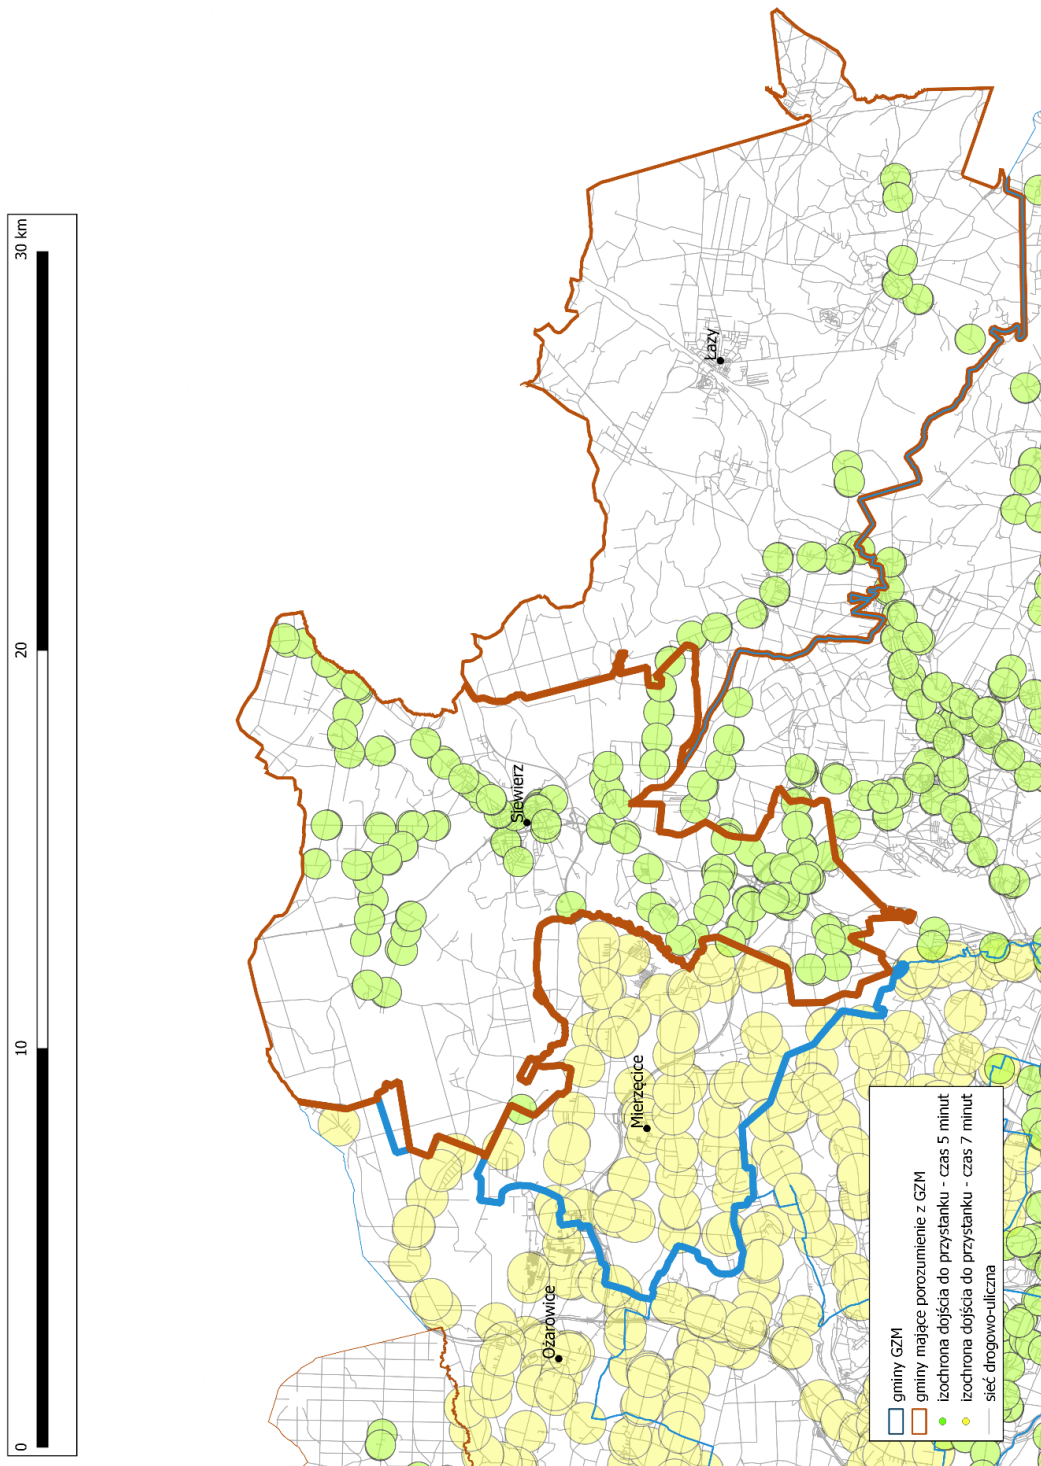 0
10
20
30 km
Siewierz
Łazy
Mierzęcice
Ożarowice
gminy GZM
gminy mające porozumienie z GZM
izochrona dojścia do przystanku - czas 5 minut
izochrona dojścia do przystanku - czas 7 minut
sieć drogowo-uliczna